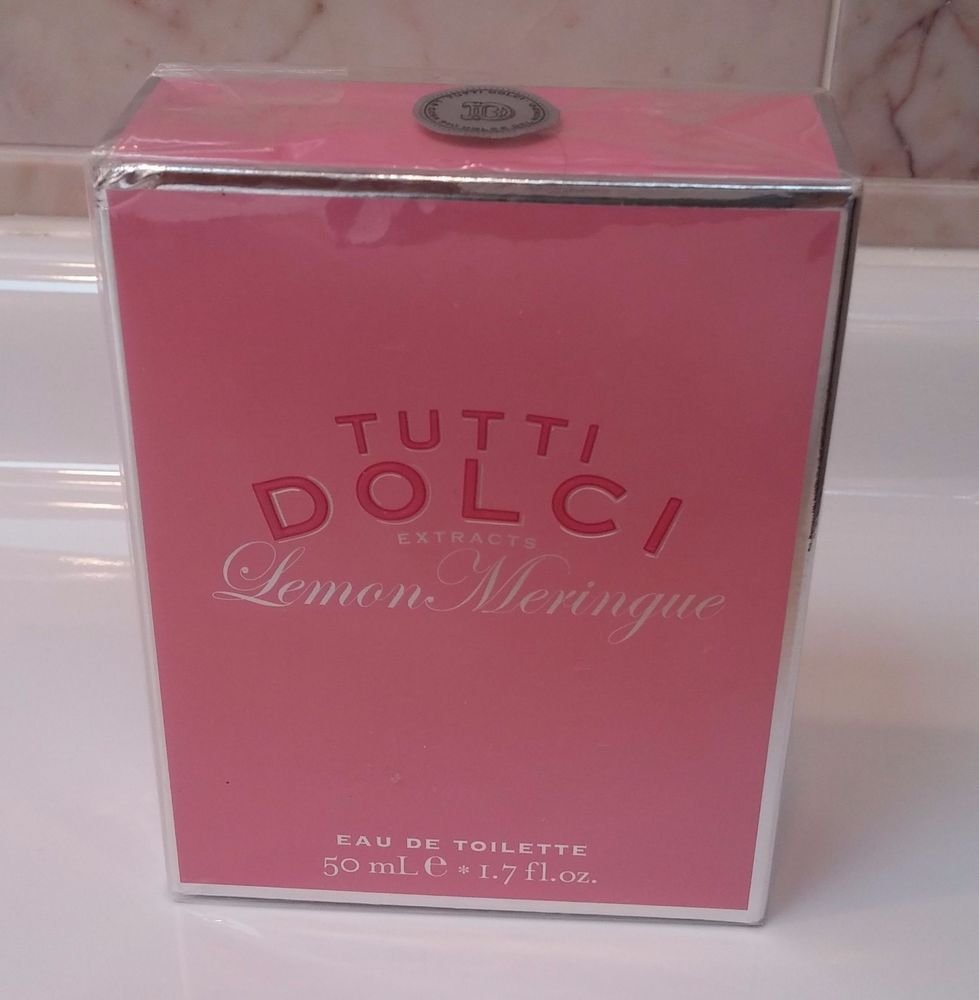 TUTTI
DOLCI
EXTRACTS
Lemon Meringue
EAU DE TOILETTE
50 mL e * 1.7 fl.oz.